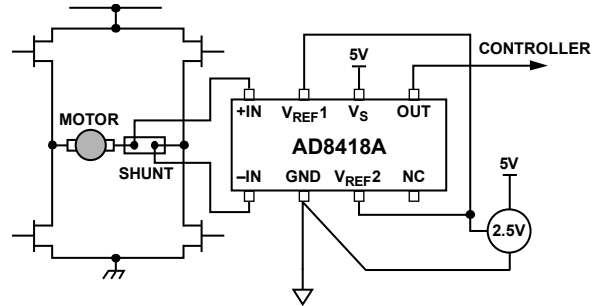 5V
CONTROLLER
+IN
VREF1
VS
OUT
MOTOR
AD8418A
SHUNT
–IN
GND
VREF2
NC
5V
2.5V